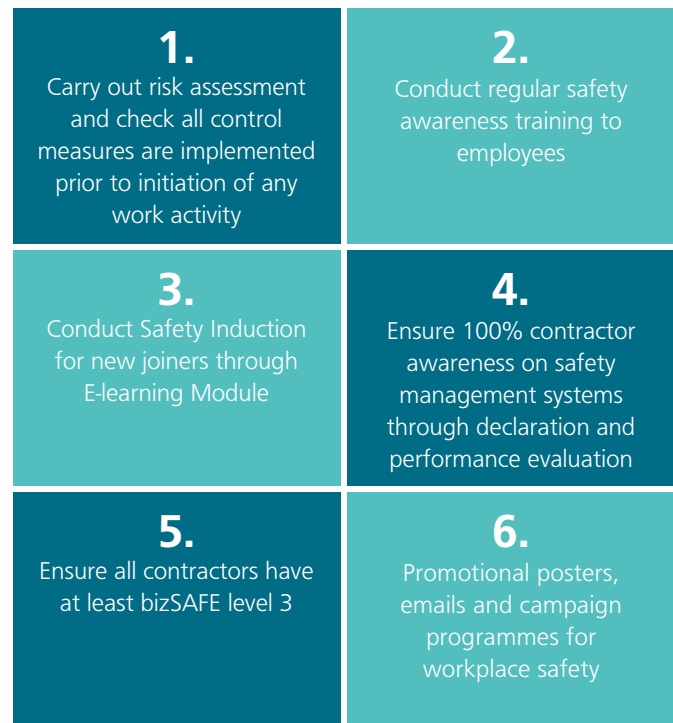 1.
Carry out risk assessment
and check all control
measures are implemented
prior to initiation of any
work activity
2.
Conduct regular safety
awareness training to
employees
3.
Conduct Safety Induction
for new joiners through
E-learning Module
4.
Ensure 100% contractor
awareness on safety
management systems
through declaration and
performance evaluation
5.
Ensure all contractors have
at least bizSAFE level 3
6.
Promotional posters,
emails and campaign
programmes for
workplace safety